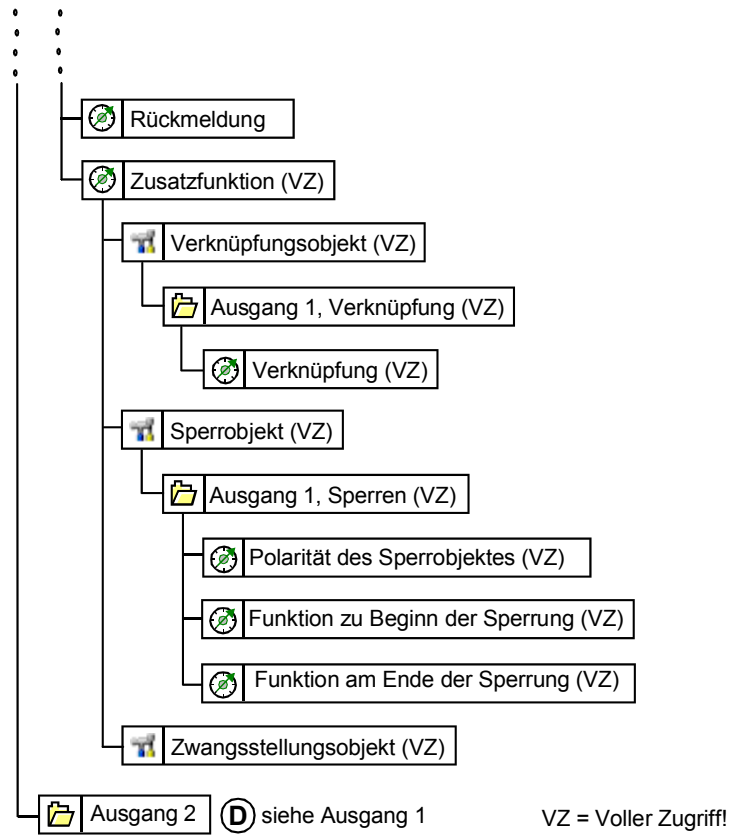 Rückmeldung
Zusatzfunktion (VZ)
Verknüpfungsobjekt (VZ)
Ausgang 1, Verknüpfung (VZ)
Verknüpfung (VZ)
Sperrobjekt (VZ)
Ausgang 1, Sperren (VZ)
Polarität des Sperrobjektes (VZ)
Funktion zu Beginn der Sperrung (VZ)
Funktion am Ende der Sperrung (VZ)
Zwangsstellungsobjekt (VZ)
Ausgang 2 D siehe Ausgang 1 VZ = Voller Zugriff!